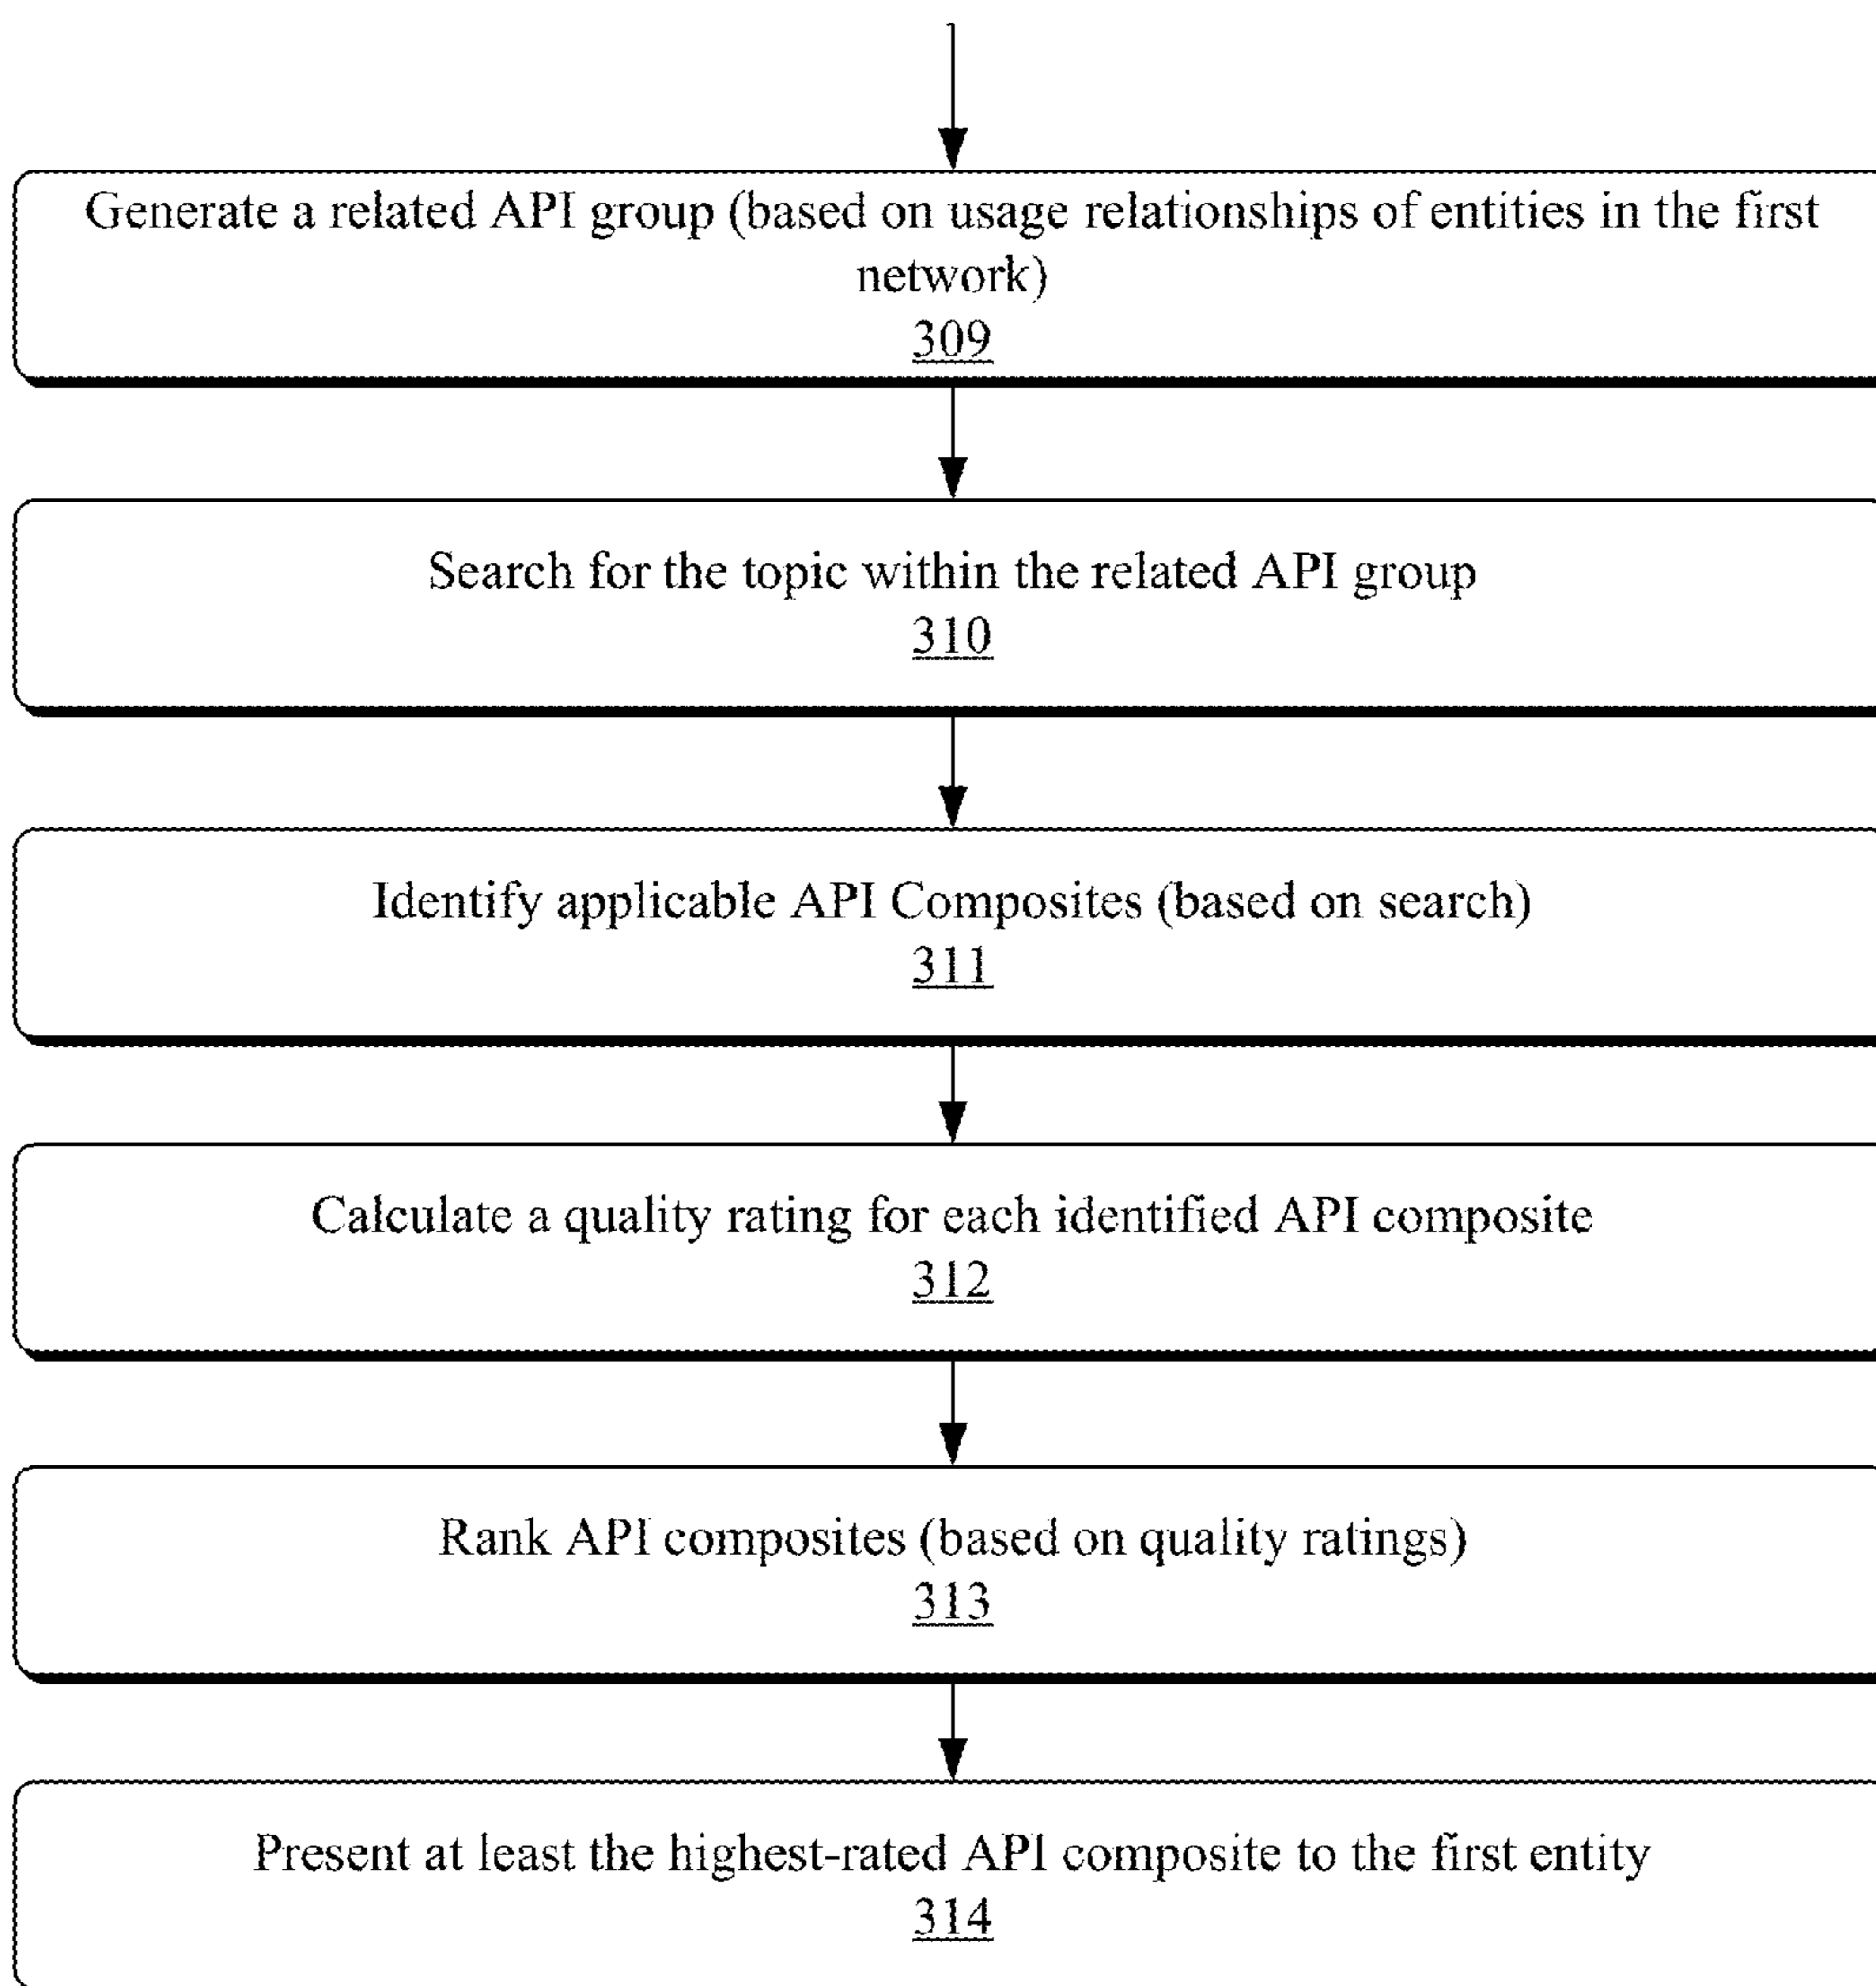 Generate a related API group (based on usage relationships of entities in the first
network)
309
Search for the topic within the related API group
310
Identify applicable API Composites (based on search)
311
Calculate a quality rating for each identified API composite
312
Rank API composites (based on quality ratings)
313
Present at least the highest-rated API composite to the first entity
314